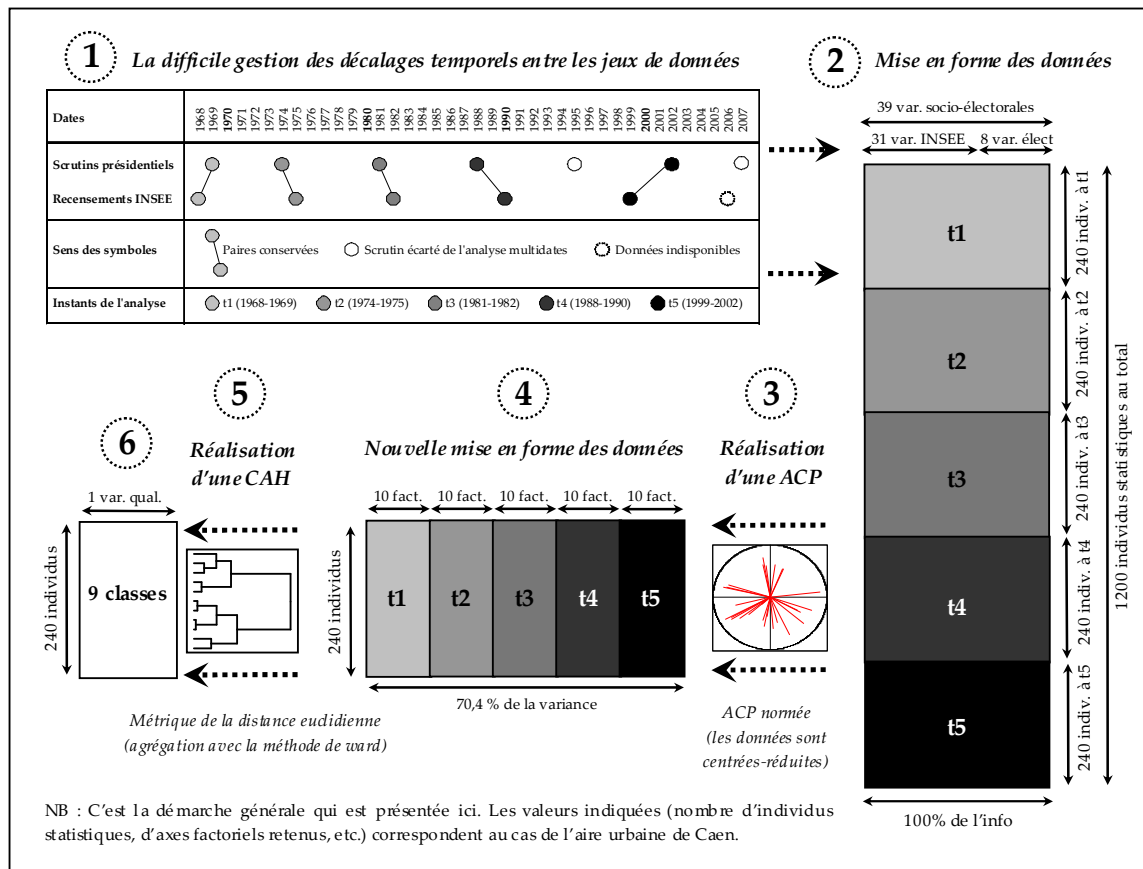 1 La difficile gestion des décalages temporels entre les jeux de données
Dates
1968 1969 1970 1971 1972 1973 1974 1975 1976 1977 1978 1979 1980 1981 1982 1983 1984 1985 1986 1987 1988 1989 1990 1991 1992 1993 1994 1995 1996 1997 1998 1999 2000 2001 2002 2003 2004 2005 2006 2007
Scrutins présidentiels
Recensements INSEE
Sens des symboles
Paires conservées
Scrutin écarté de l'analyse multidates
Données indisponibles
Instants de l'analyse
t1 (1968-1969)
t2 (1974-1975)
t3 (1981-1982)
t4 (1988-1990)
t5 (1999-2002)
2 Mise en forme des données
39 var. socio-électorales
31 var. INSEE
8 var. élect
t1
t2
t3
t4
t5
240 indiv. à t1
240 indiv. à t2
240 indiv. à t3
240 indiv. à t4
240 indiv. à t5
1200 individus statistiques au total
100% de l'info
3
Réalisation
d'une ACP
ACP normée
(les données sont
centrées-réduites)
4
Nouvelle mise en forme des données
10 fact. 10 fact. 10 fact. 10 fact. 10 fact.
240 individus
t1 t2 t3 t4 t5
70,4 % de la variance
5
Réalisation
d'une CAH
Métrique de la distance eudidienne
(agrégation avec la méthode de ward)
6
1 var. qual.
240 individus
9 classes
NB : C'est la démarche générale qui est présentée ici. Les valeurs indiquées (nombre d'individus
statistiques, d'axes factoriels retenus, etc.) correspondent au cas de l'aire urbaine de Caen.